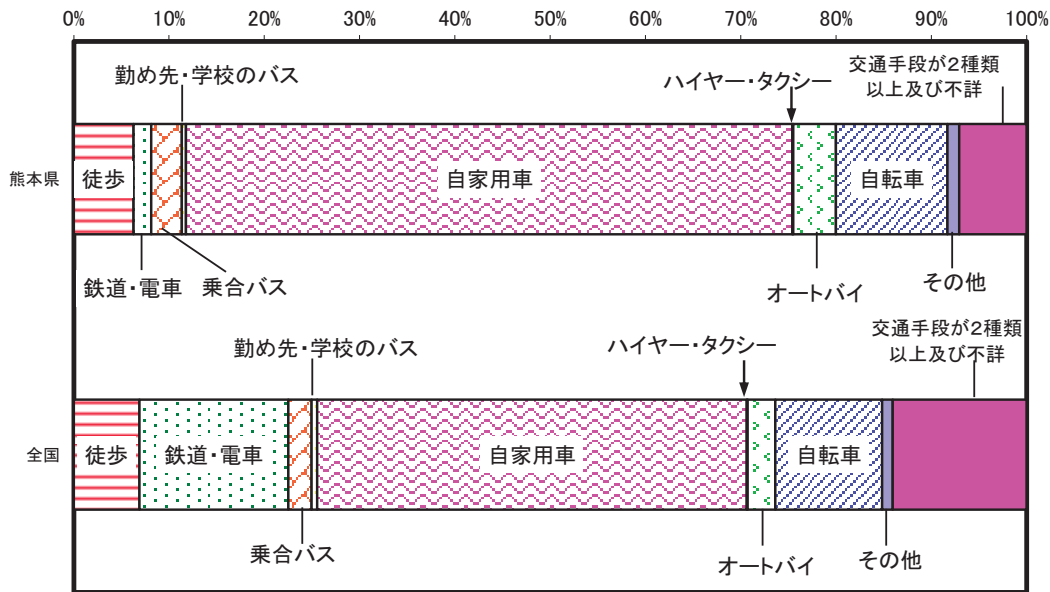 0% 10% 20% 30% 40% 50% 60% 70% 80% 90% 100%
勤め先・学校のバス
ハイヤー・タクシー
交通手段が2種類
以上及び不詳
熊本県
徒歩
自家用車
自転車
鉄道・電車
乗合バス
オートバイ
その他
勤め先・学校のバス
ハイヤー・タクシー
交通手段が2種類
以上及び不詳
全国
徒歩
鉄道・電車
自家用車
自転車
乗合バス
オートバイ
その他